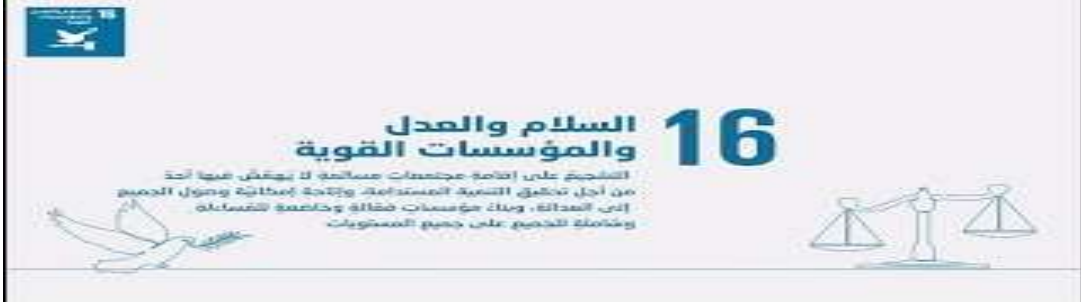 16
السلام والعدل
والمؤسسات القوية
التشجيع على إقامة مجتمعات مسالمة لا يهمش فيها أحد
من أجل تحقيق التنمية المستدامة، وإتاحة إمكانية وصول الجميع
إلى العدالة، وبناء مؤسسات فعالة وخاضعة للمساءلة
وشاملة للجميع على جميع المستويات
16